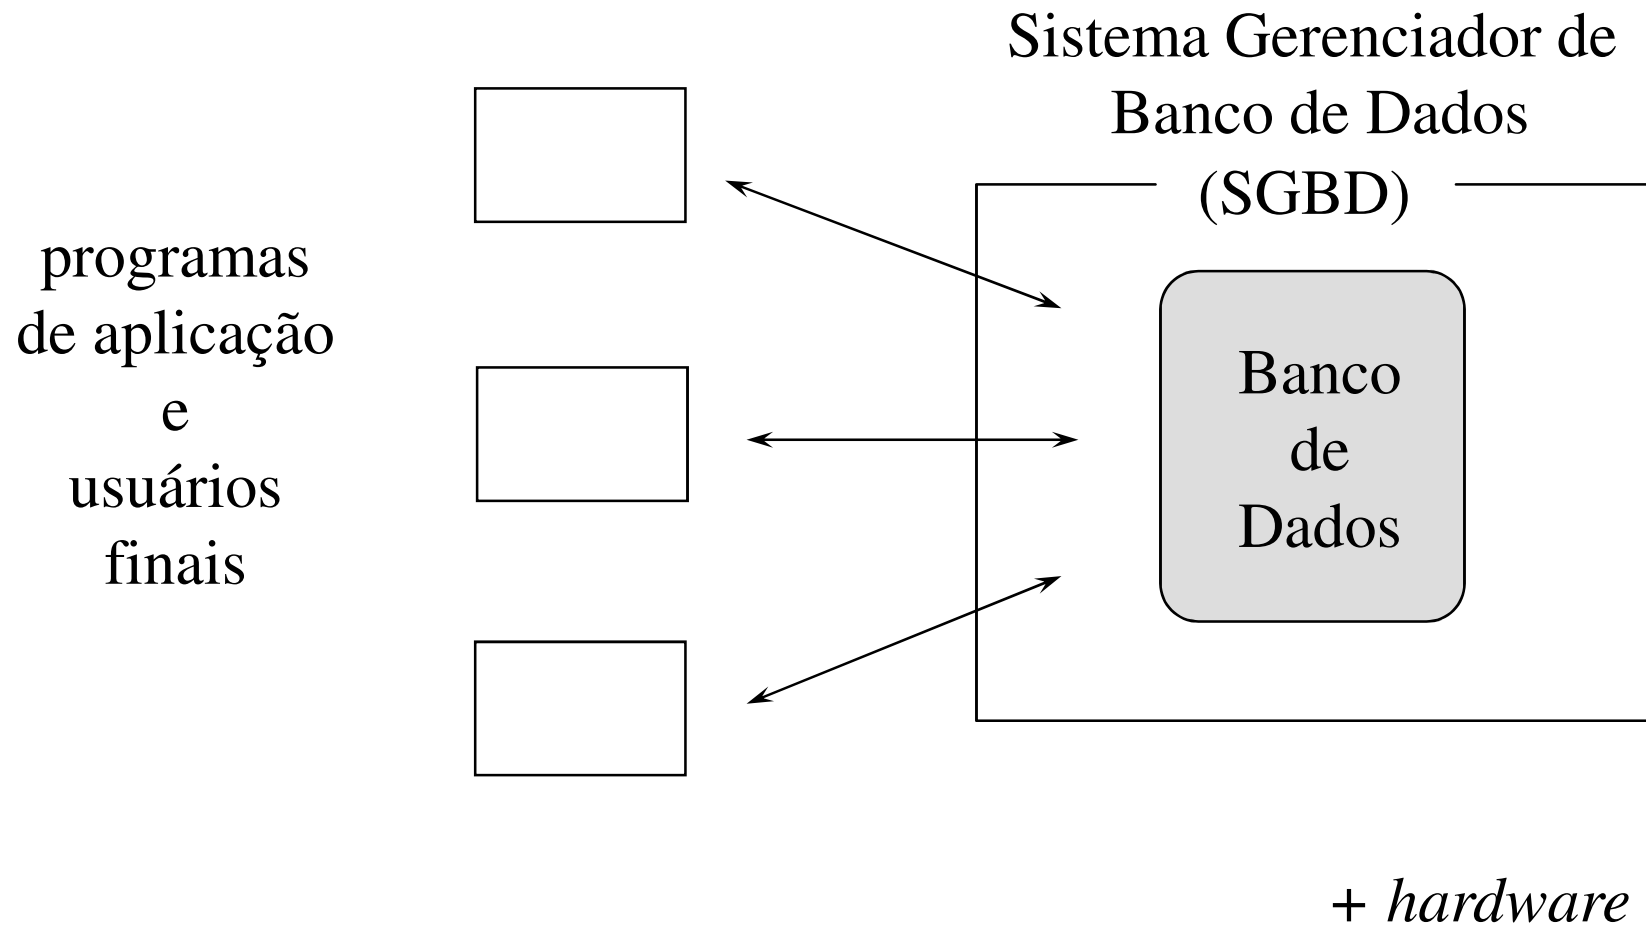 Sistema Gerenciador de
Banco de Dados
(SGBD)
programas
de aplicação
e
usuários
finais
Banco
de
Dados
+ hardware